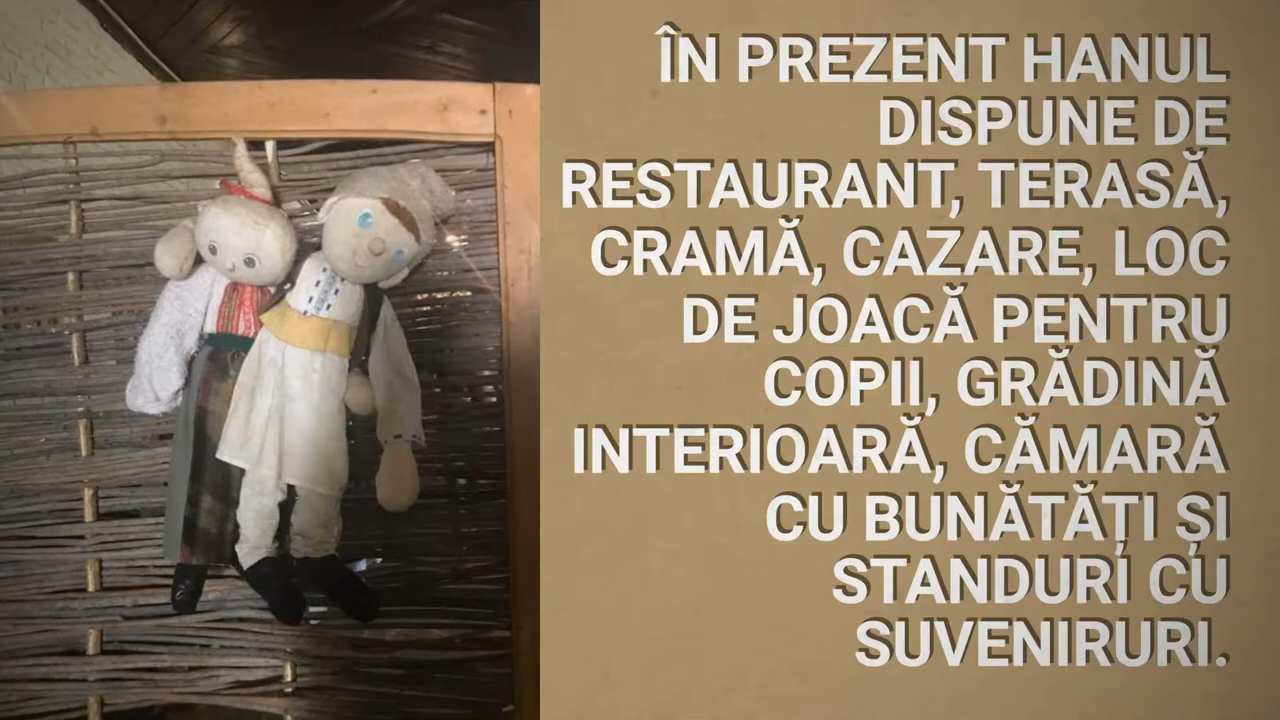 ÎN PREZENT HANUL
DISPUNE DE
RESTAURANT, TERASĂ,
CRAMĂ, CAZARE, LOC
DE JOACĂ PENTRU
COPII, GRĂDINĂ
INTERIOARĂ, CĂMARĂ
CU BUNĂTĂȚI ȘI
STANDURI CU
SUVENIRURI.